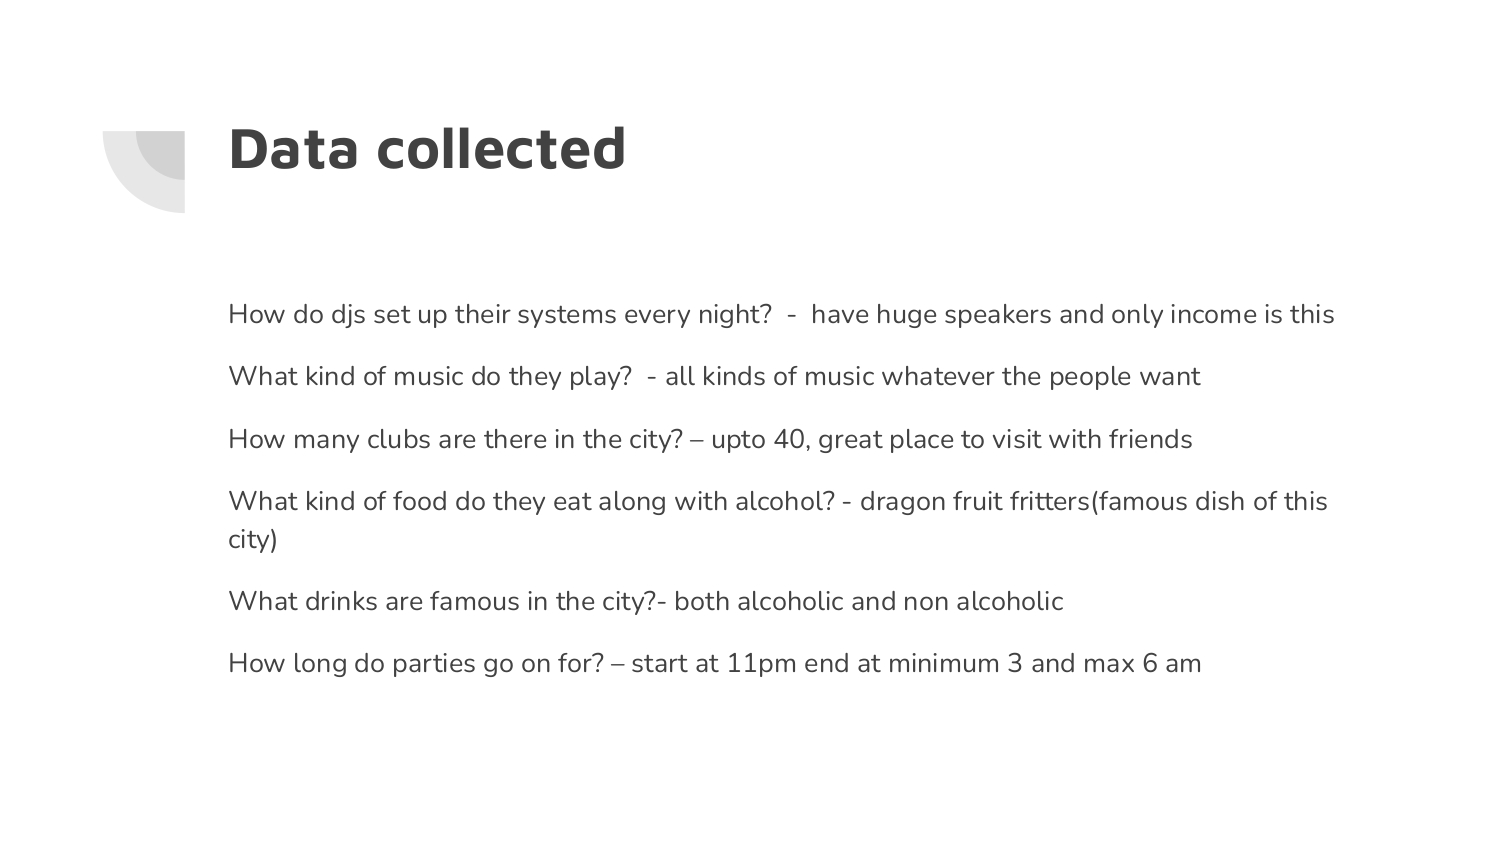 Data collected
How do djs set up their systems every night?  -  have huge speakers and only income is this
What kind of music do they play?  - all kinds of music whatever the people want
How many clubs are there in the city? – upto 40, great place to visit with friends
What kind of food do they eat along with alcohol? - dragon fruit fritters(famous dish of this
city)
What drinks are famous in the city?- both alcoholic and non alcoholic
How long do parties go on for? – start at 11pm end at minimum 3 and max 6 am